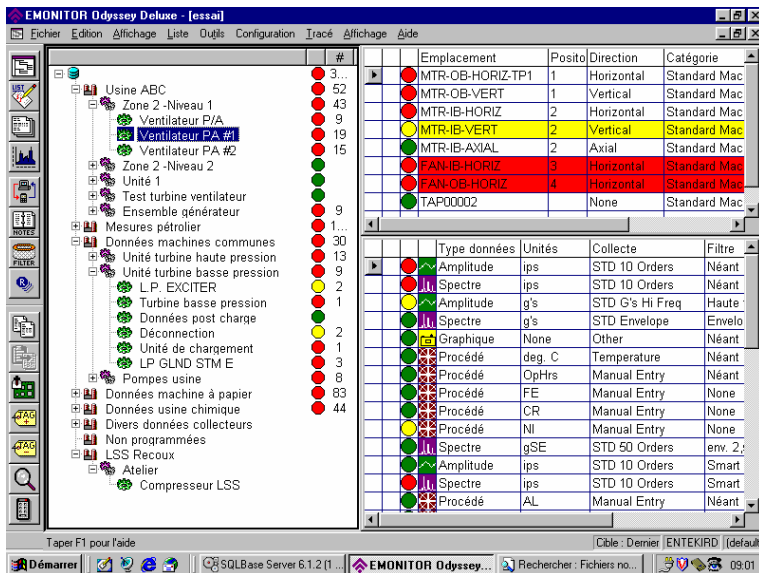 EMONITOR Odyssey Deluxe - [essai]
Fichier Edition Affichage Liste Outils Configuration Tracé Affichage Aide
#
3...
Usine ABC 52
Zone 2 -Niveau 1 43
Ventilateur P/A 9
Ventilateur PA #1 19
Ventilateur PA #2 15
Zone 2 -Niveau 2
Unité 1
Test turbine ventilateur
Ensemble générateur 9
Mesures pétrolier 1...
Données machines communes 30
Unité turbine haute pression 13
Unité turbine basse pression 9
L.P. EXCITER 2
Turbine basse pression 1
Données post charge
Déconnection 2
Unité de chargement 1
LP GLND STM E 3
Pompes usine 8
Données machine à papier 83
Données usine chimique 44
Divers données collecteurs
Non programmées
LSS Recoux
Atelier
Compresseur LSS
Emplacement Positio Direction Catégorie
MTR-OB-HORIZ-TP1 1 Horizontal Standard Mac
MTR-OB-VERT 1 Vertical Standard Mac
MTR-IB-HORIZ 2 Horizontal Standard Mac
MTR-IB-VERT 2 Vertical Standard Mac
MTR-IB-AXIAL 2 Axial Standard Mac
FAN-IB-HORIZ 3 Horizontal Standard Mac
FAN-OB-HORIZ 4 Horizontal Standard Mac
TAP00002 None Standard Mac
Type données Unités Collecte Filtre
Amplitude ips STD 10 Orders Néant
Spectre ips STD 10 Orders Néant
Amplitude g's STD G's Hi Freq Haute
Spectre g's STD Envelope Envelo
Graphique None Other Néant
Procédé deg. C Temperature Néant
Procédé OpHrs Manual Entry Néant
Procédé FE Manual Entry None
Procédé CR Manual Entry None
Procédé NI Manual Entry None
Spectre gSE STD 50 Orders env. 2,
Amplitude ips STD 10 Orders Smart
Spectre ips STD 10 Orders Smart
Procédé AL Manual Entry Néant
LIST
NOTES
FILTER
R
TAG
TAG
Taper F1 pour l'aide Cible : Dernier ENTEKIRD (default
Démarrer SQLBase Server 6.1.2 (1 ... EMONITOR Odyssey... Rechercher : Fichiers no... 09:01